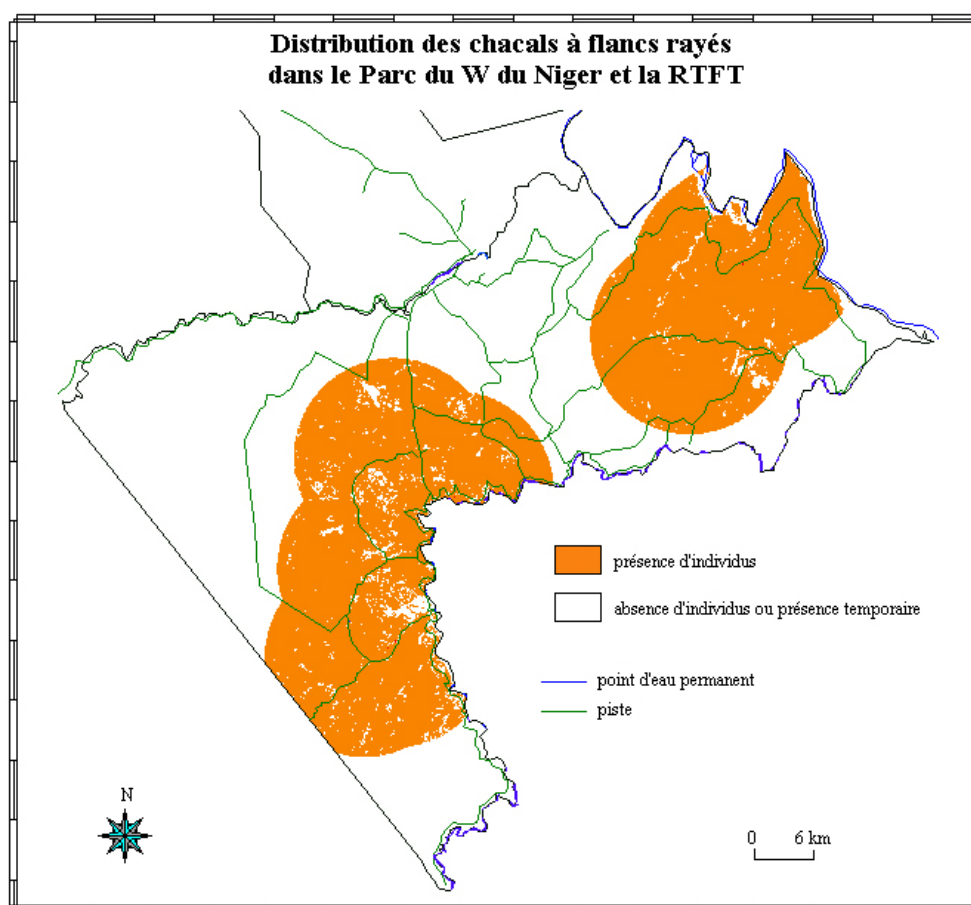 Distribution des chacals à flancs rayés
dans le Parc du W du Niger et la RTFT
présence d'individus
absence d'individus ou présence temporaire
point d'eau permanent
piste
N
0 6 km